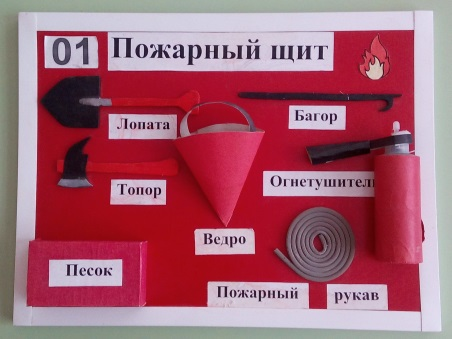 01 Пожарный щит
Лопата
Багор
Топор
Огнетушитель
Ведро
Песок
Пожарный рукав